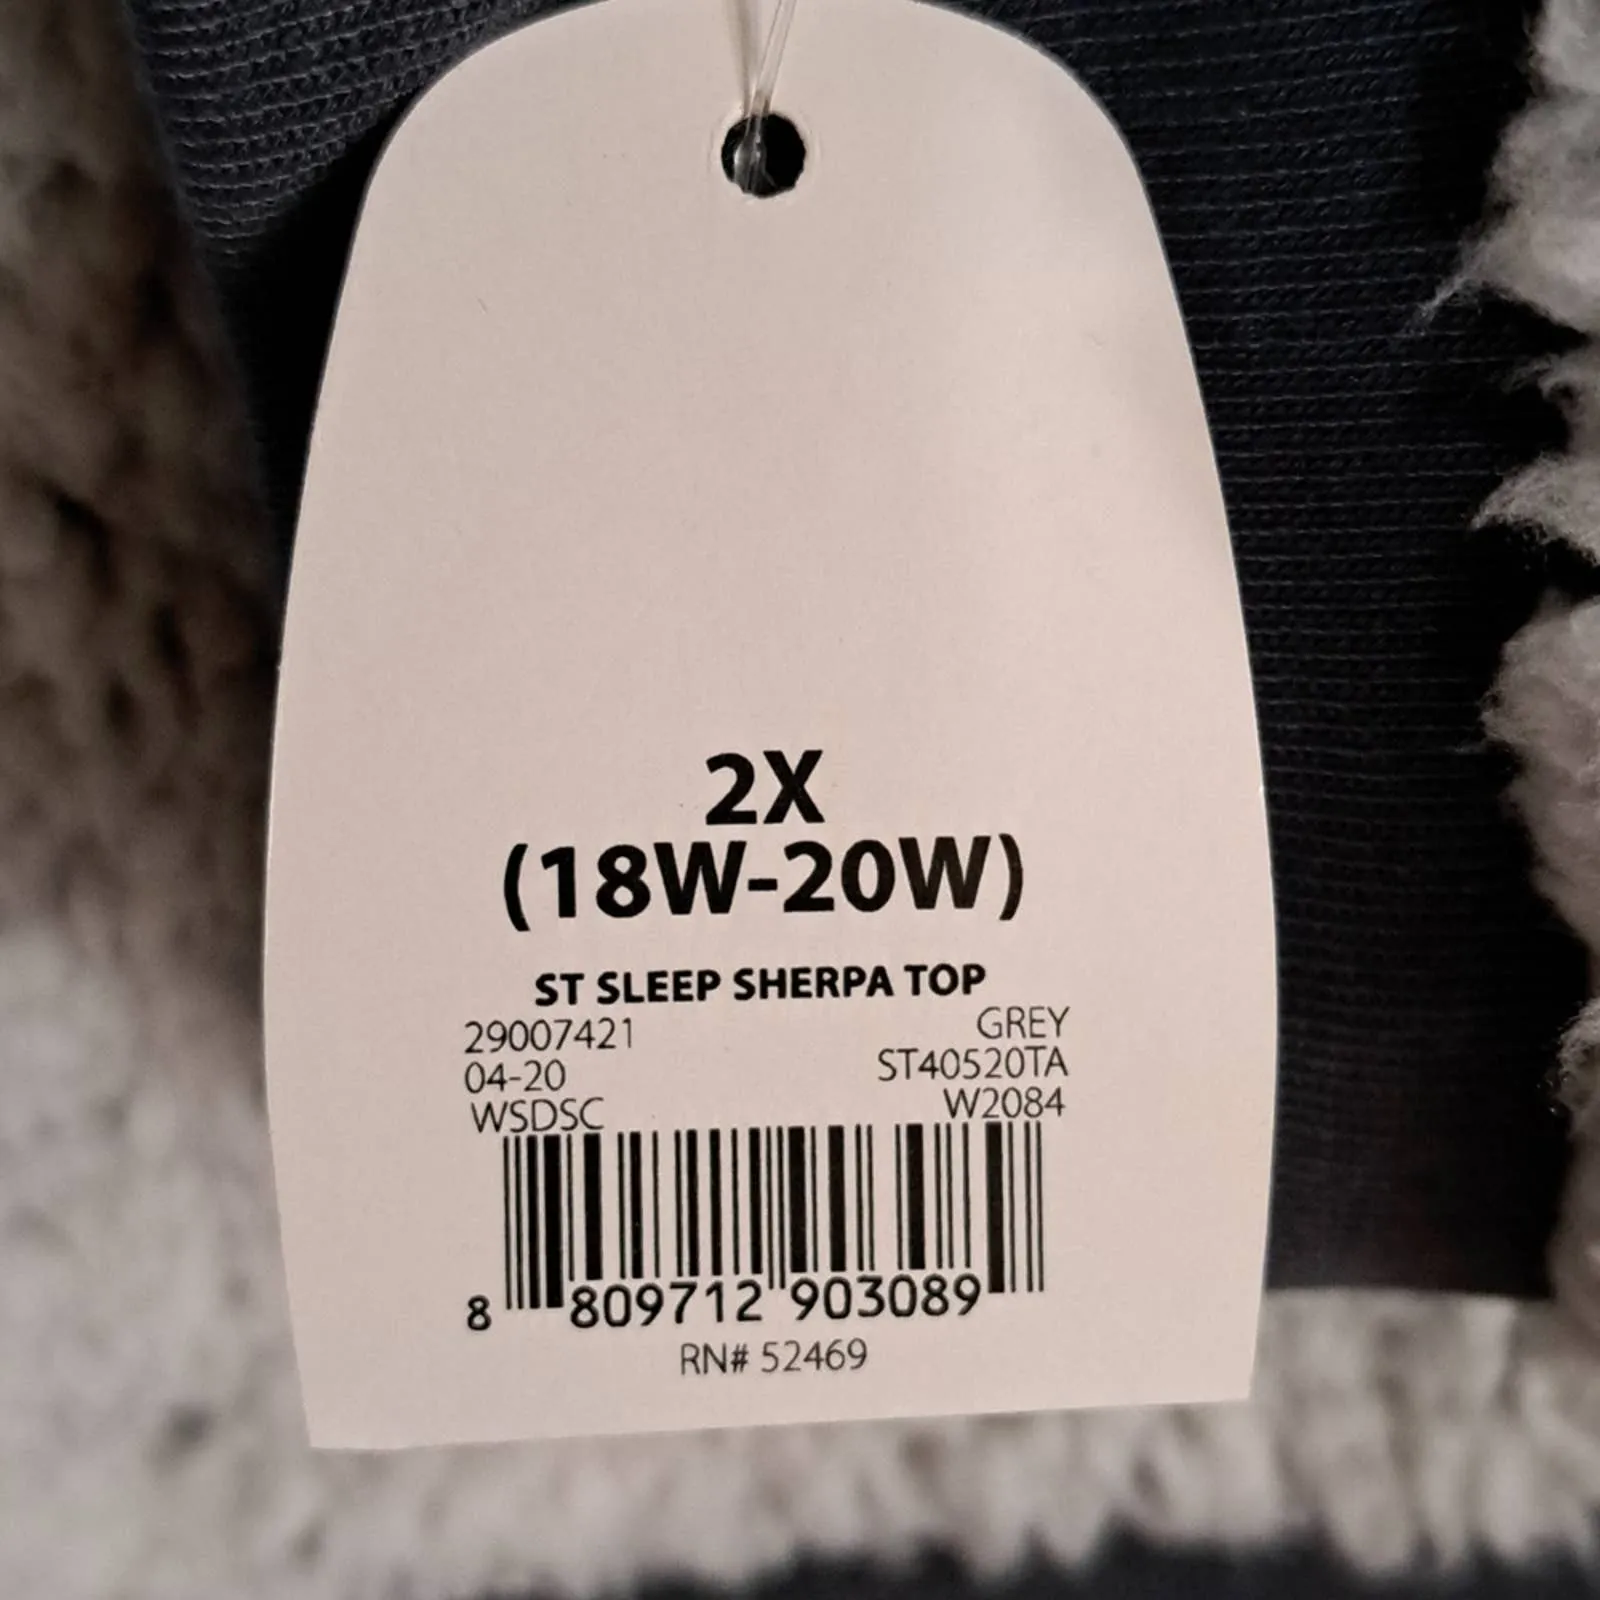 2X
(18W-20W)
ST SLEEP SHERPA TOP
29007421 GREY
04-20 ST40520TA
WSDSC W2084
8 809712 903089
RN# 52469